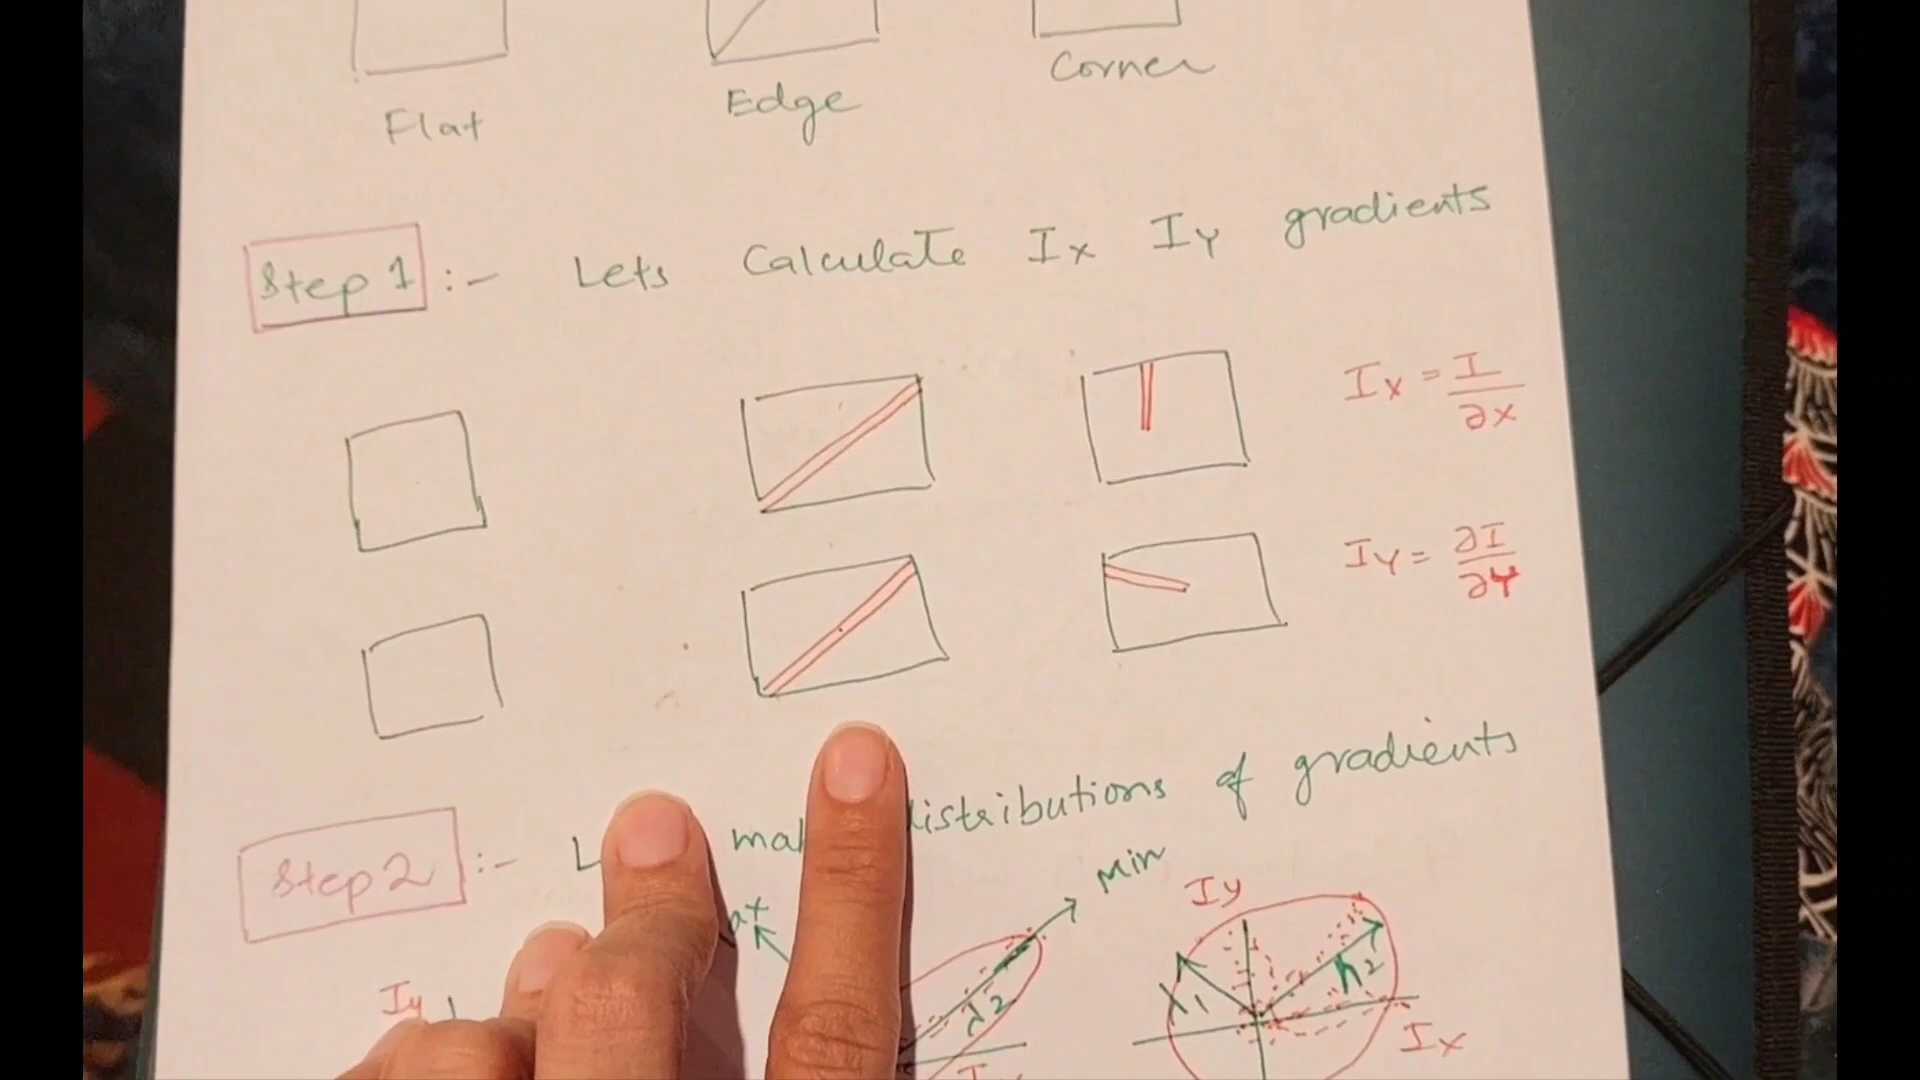 Flat Edge Corner
Step 1 :- Lets Calculate Ix Iy gradients
Ix = I/∂x
Iy = ∂I/∂y
Step 2 :- distributions of gradients
Min
Iy λ2 λ1 Iy
Ix